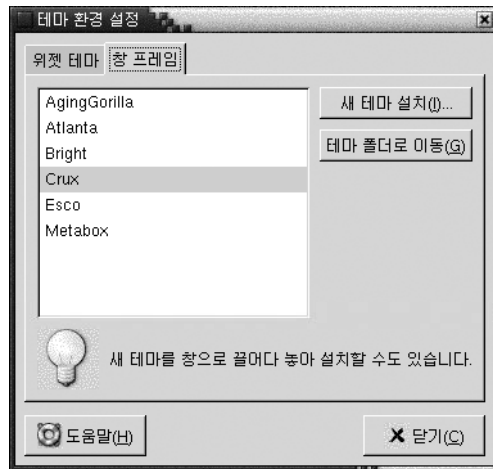 테마 환경 설정
위젯 테마 창 프레임
AgingGorilla
Atlanta
Bright
Crux
Esco
Metabox
새 테마 설치(I)...
테마 폴더로 이동(G)
새 테마를 창으로 끌어다 놓아 설치할 수도 있습니다.
도움말(H) 닫기(C)